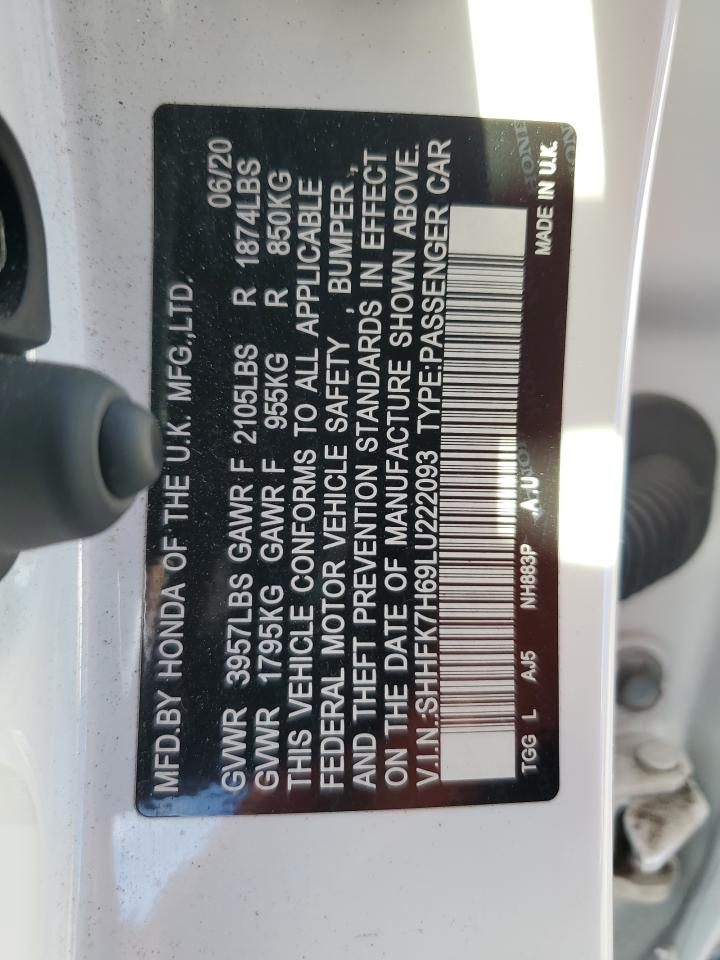 MFD.BY HONDA OF THE U.K. MFG.,LTD. 06/20
GVWR 3957LBS GAWR F 2105LBS R 1874LBS
GVWR 1795KG GAWR F 955KG R 850KG
THIS VEHICLE CONFORMS TO ALL APPLICABLE
FEDERAL MOTOR VEHICLE SAFETY , BUMPER ,
AND THEFT PREVENTION STANDARDS IN EFFECT
ON THE DATE OF MANUFACTURE SHOWN ABOVE.
V.I.N.:SHHFK7H69LU222093 TYPE:PASSENGER CAR
TGG L AJ5 NH883P A.U MADE IN U.K.